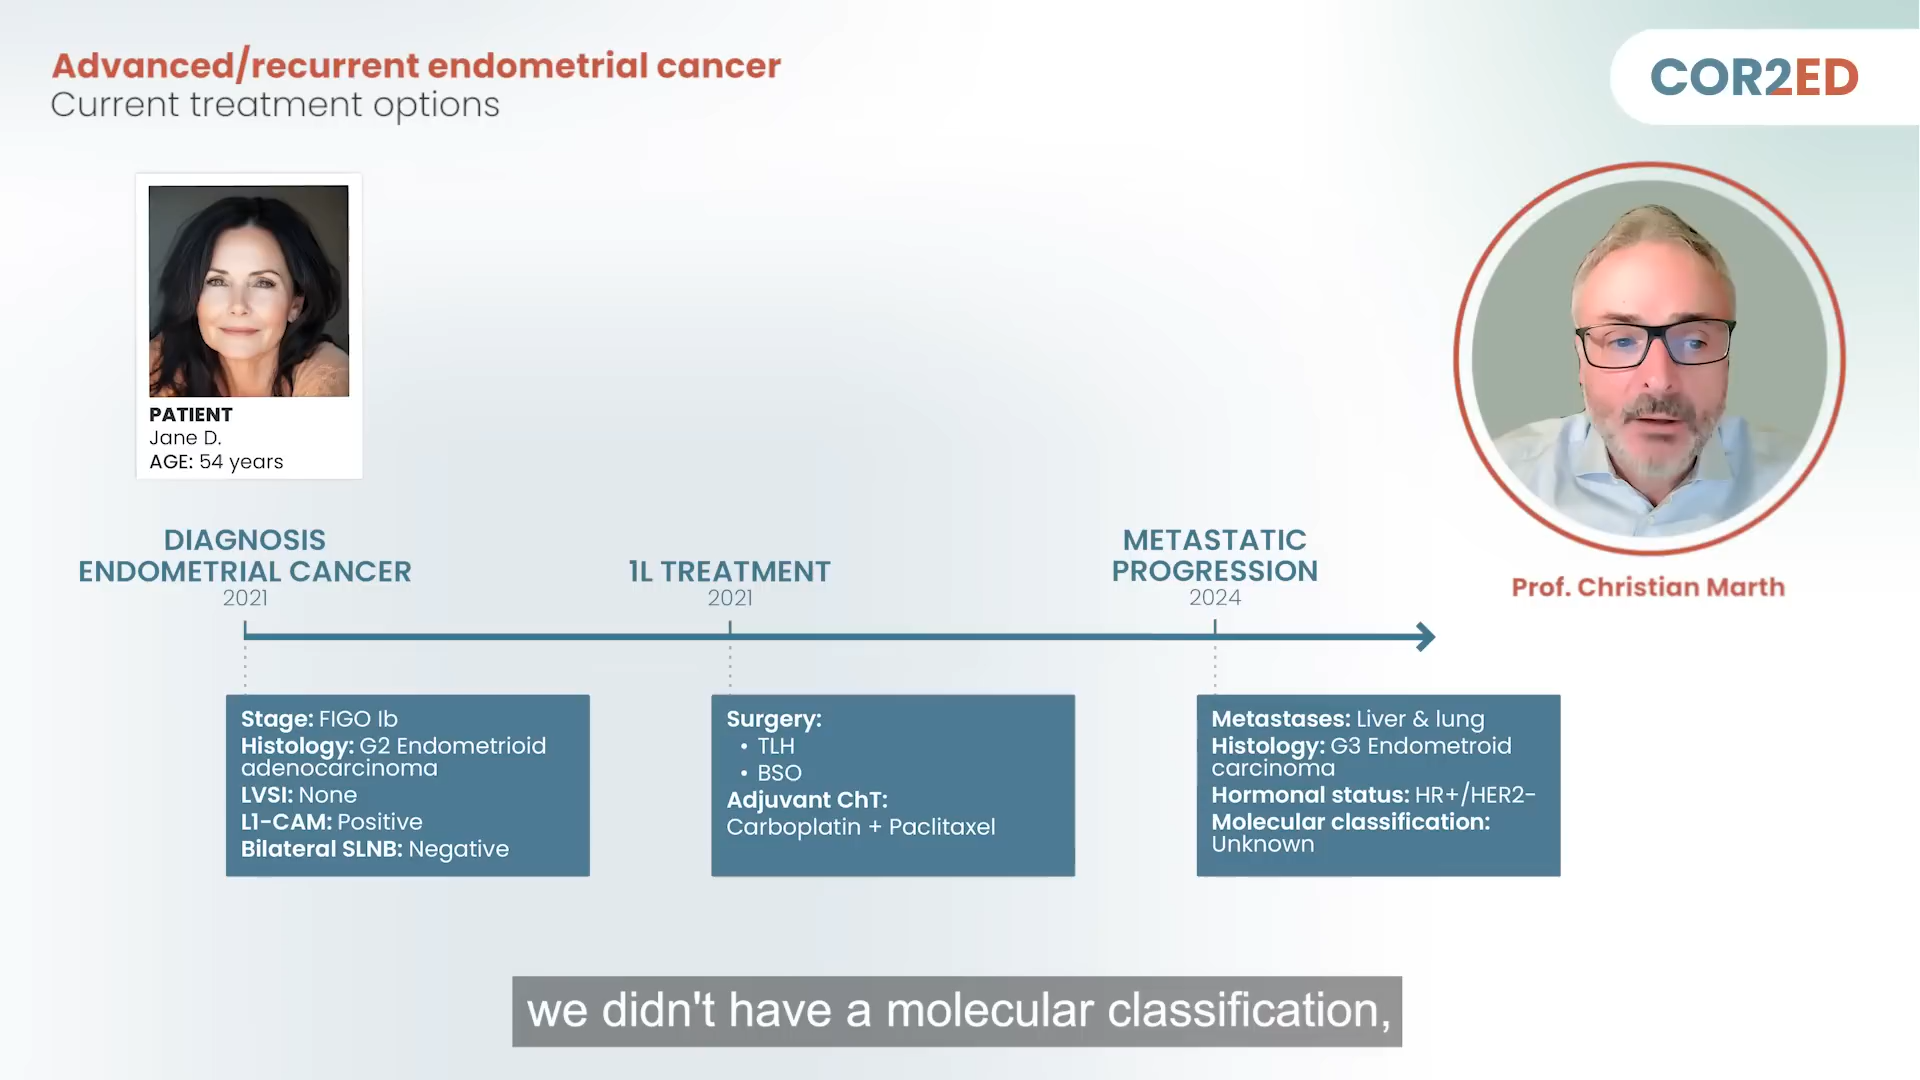 Advanced/recurrent endometrial cancer
Current treatment options
COR2ED
PATIENT
Jane D.
AGE: 54 years
Prof. Christian Marth
DIAGNOSIS
ENDOMETRIAL CANCER
2021
1L TREATMENT
2021
METASTATIC
PROGRESSION
2024
Stage: FIGO Ib
Histology: G2 Endometrioid
adenocarcinoma
LVSI: None
L1-CAM: Positive
Bilateral SLNB: Negative
Surgery:
• TLH
• BSO
Adjuvant ChT:
Carboplatin + Paclitaxel
Metastases: Liver & lung
Histology: G3 Endometroid
carcinoma
Hormonal status: HR+/HER2-
Molecular classification:
Unknown
we didn't have a molecular classification,